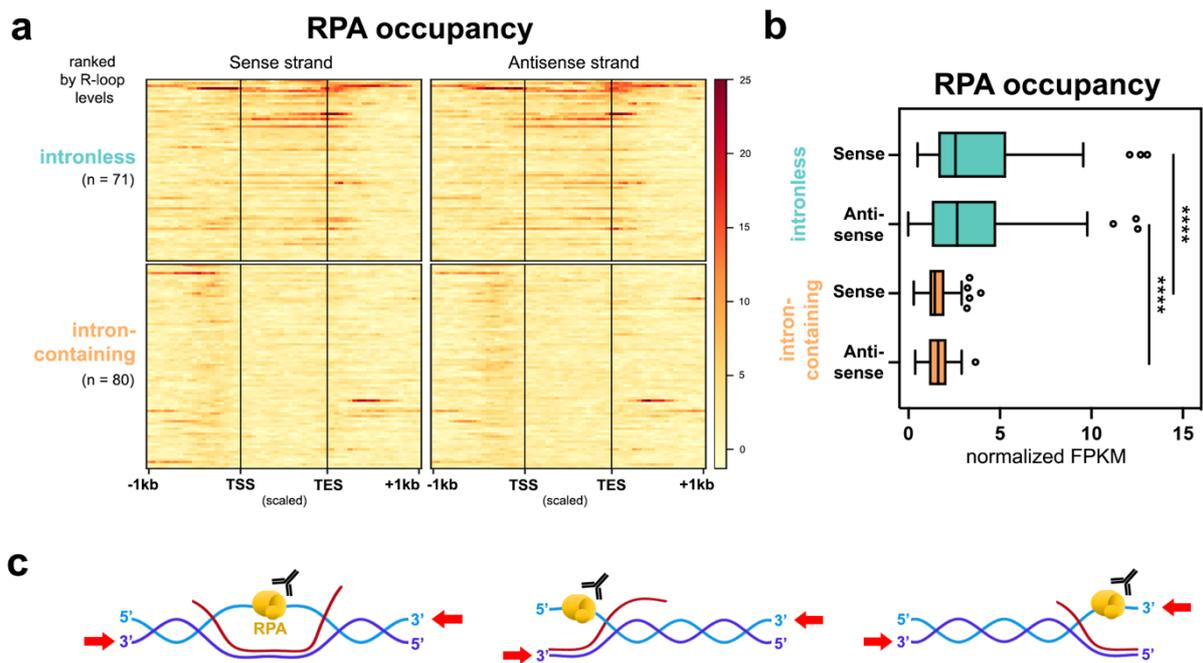 a
RPA occupancy
ranked
by R-loop
levels
Sense strand
Antisense strand
intronless
(n = 71)
intron-
containing
(n = 80)
25
20
15
10
5
0
-1kb
TSS
TES
+1kb
(scaled)
-1kb
TSS
TES
+1kb
(scaled)
b
RPA occupancy
intronless
Sense
Anti-
sense
intron-
containing
Sense
Anti-
sense
****
****
0
5
10
15
normalized FPKM
c
5'
3'
RPA
3'
5'
5'
3'
3'
5'
5'
3'
3'
5'